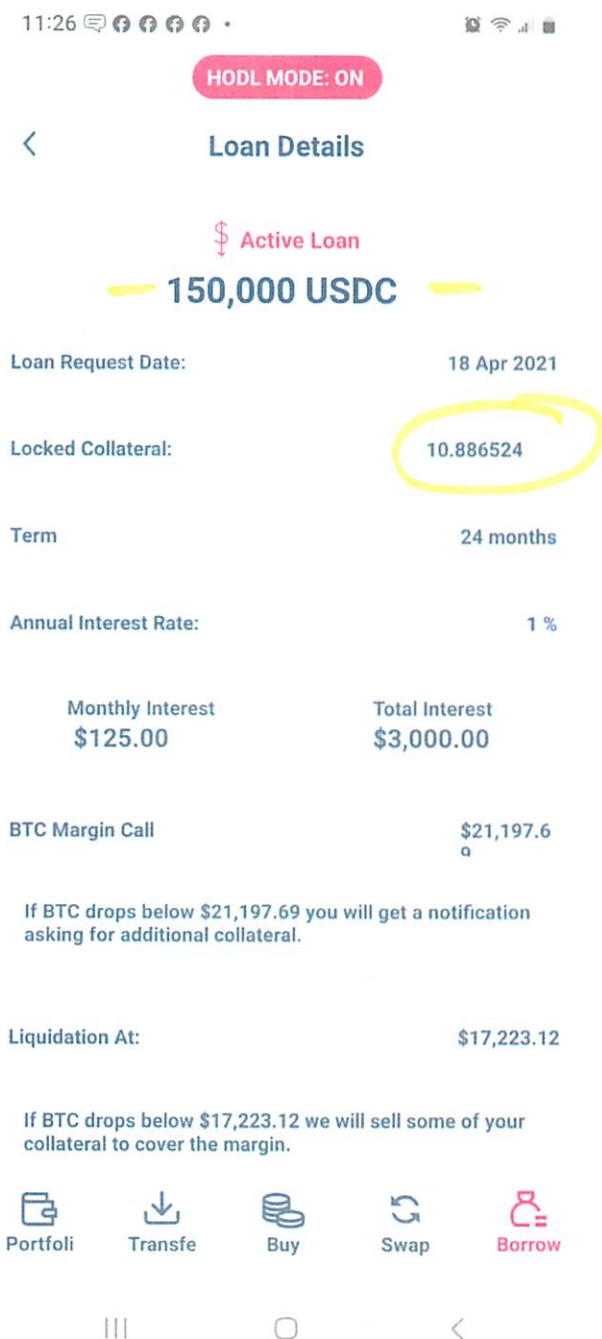 11:26
HODL MODE: ON
Loan Details
Active Loan
150,000 USDC
Loan Request Date: 18 Apr 2021
Locked Collateral: 10.886524
Term 24 months
Annual Interest Rate: 1 %
Monthly Interest Total Interest
$125.00 $3,000.00
BTC Margin Call $21,197.6
9
If BTC drops below $21,197.69 you will get a notification
asking for additional collateral.
Liquidation At: $17,223.12
If BTC drops below $17,223.12 we will sell some of your
collateral to cover the margin.
Portfoli Transfe Buy Swap Borrow